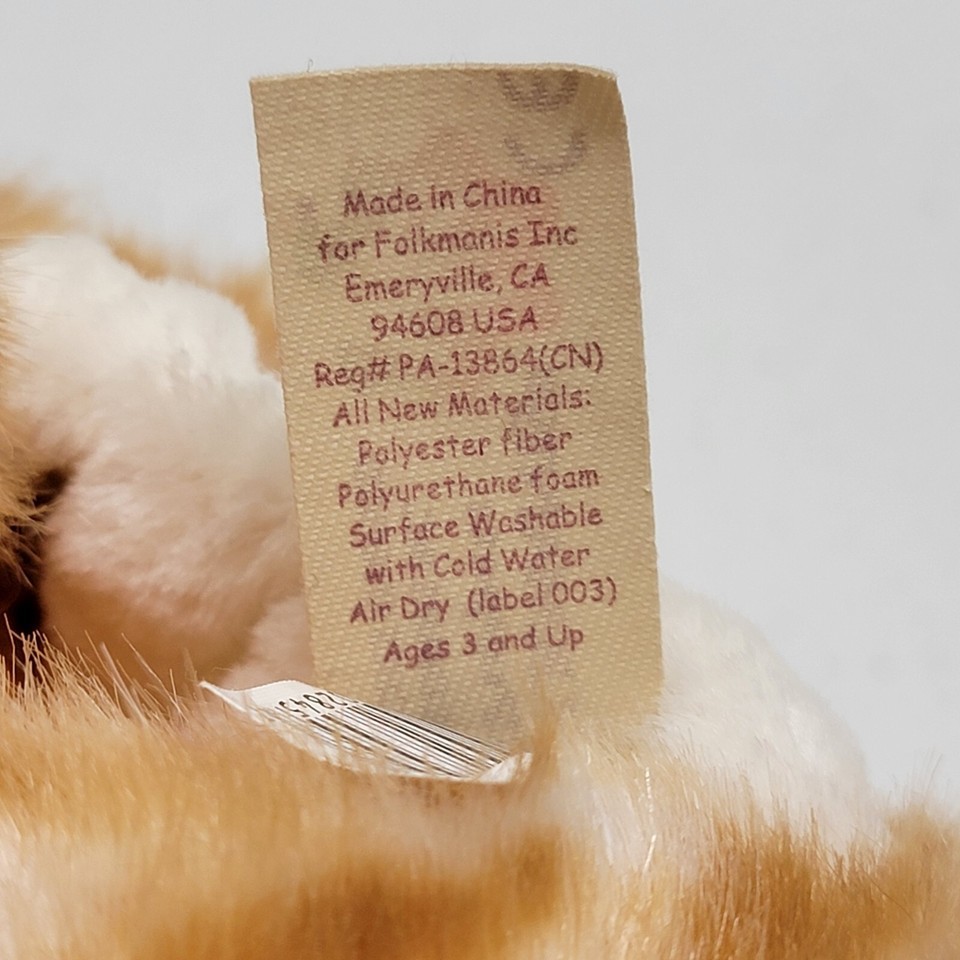 Made in China
for Folkmanis Inc
Emeryville, CA
94608 USA
Reg# PA-13864(CN)
All New Materials:
Polyester fiber
Polyurethane foam
Surface Washable
with Cold Water
Air Dry (label 003)
Ages 3 and Up
2845